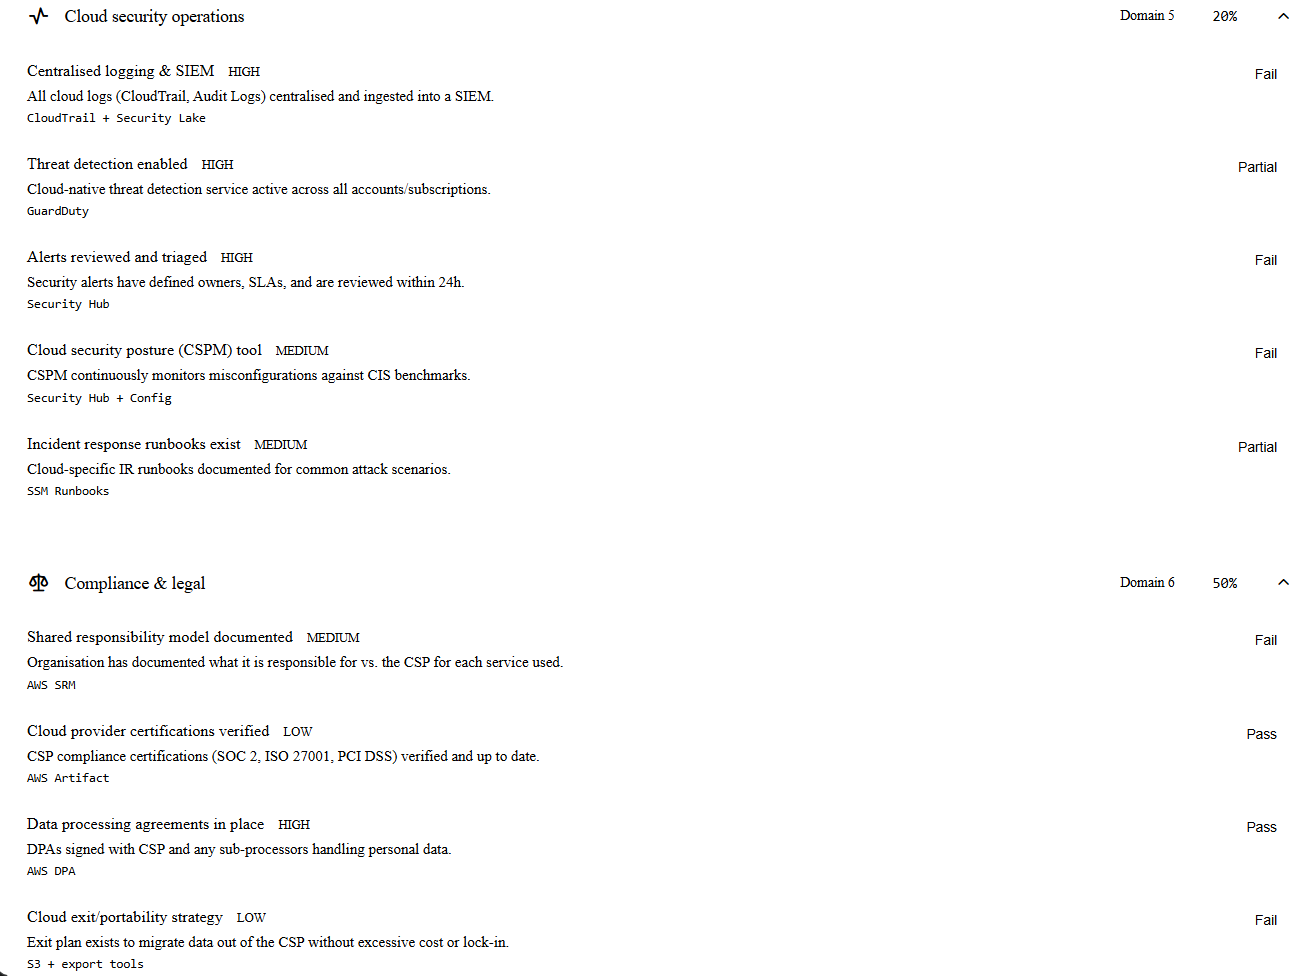 Cloud security operations Domain 5 20%
Centralised logging & SIEM HIGH Fail
All cloud logs (CloudTrail, Audit Logs) centralised and ingested into a SIEM.
CloudTrail + Security Lake
Threat detection enabled HIGH Partial
Cloud-native threat detection service active across all accounts/subscriptions.
GuardDuty
Alerts reviewed and triaged HIGH Fail
Security alerts have defined owners, SLAs, and are reviewed within 24h.
Security Hub
Cloud security posture (CSPM) tool MEDIUM Fail
CSPM continuously monitors misconfigurations against CIS benchmarks.
Security Hub + Config
Incident response runbooks exist MEDIUM Partial
Cloud-specific IR runbooks documented for common attack scenarios.
SSM Runbooks
Compliance & legal Domain 6 50%
Shared responsibility model documented MEDIUM Fail
Organisation has documented what it is responsible for vs. the CSP for each service used.
AWS SRM
Cloud provider certifications verified LOW Pass
CSP compliance certifications (SOC 2, ISO 27001, PCI DSS) verified and up to date.
AWS Artifact
Data processing agreements in place HIGH Pass
DPAs signed with CSP and any sub-processors handling personal data.
AWS DPA
Cloud exit/portability strategy LOW Fail
Exit plan exists to migrate data out of the CSP without excessive cost or lock-in.
S3 + export tools